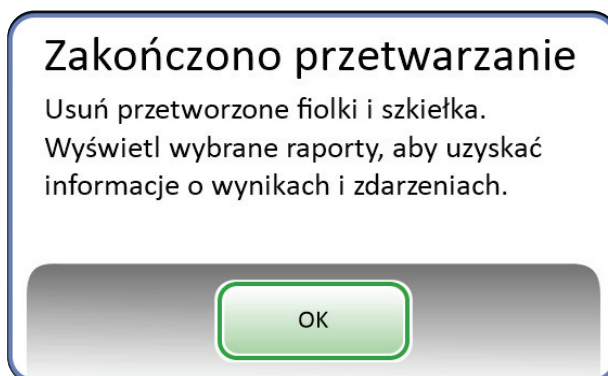 Zakończono przetwarzanie
Usuń przetworzone fiolki i szkiełka.
Wyświetl wybrane raporty, aby uzyskać
informacje o wynikach i zdarzeniach.
OK